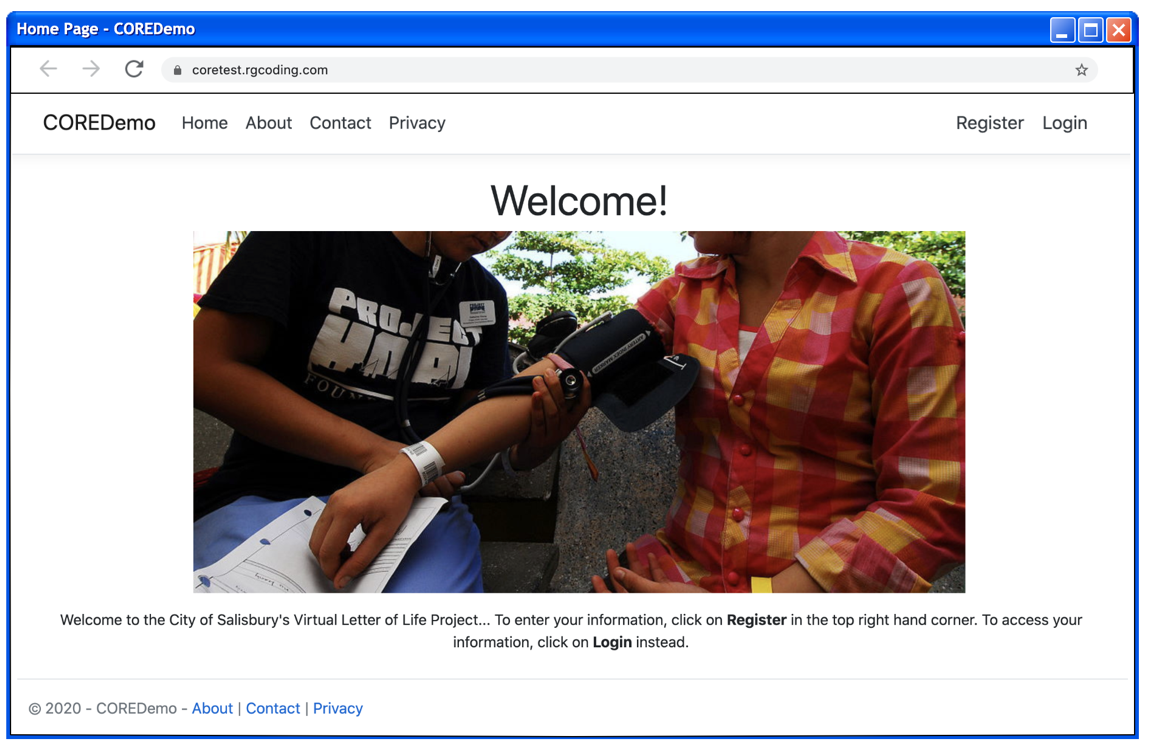 Home Page - COREDemo
coretest.rgcoding.com
COREDemo Home About Contact Privacy Register Login
Welcome!
PROJECT
FOUN
Welcome to the City of Salisbury's Virtual Letter of Life Project... To enter your information, click on Register in the top right hand corner. To access your
information, click on Login instead.
© 2020 - COREDemo - About | Contact | Privacy